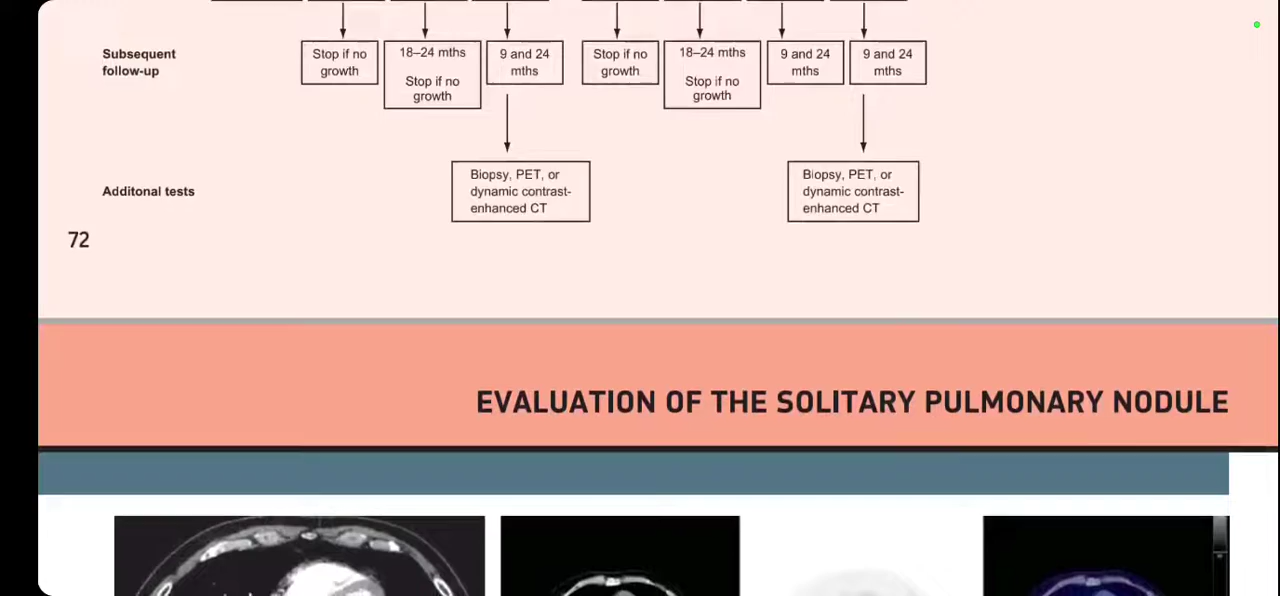 Subsequent
follow-up
Stop if no
growth
18–24 mths
Stop if no
growth
9 and 24
mths
Stop if no
growth
18–24 mths
Stop if no
growth
9 and 24
mths
9 and 24
mths
Additonal tests
Biopsy, PET, or
dynamic contrast-
enhanced CT
Biopsy, PET, or
dynamic contrast-
enhanced CT
72
EVALUATION OF THE SOLITARY PULMONARY NODULE